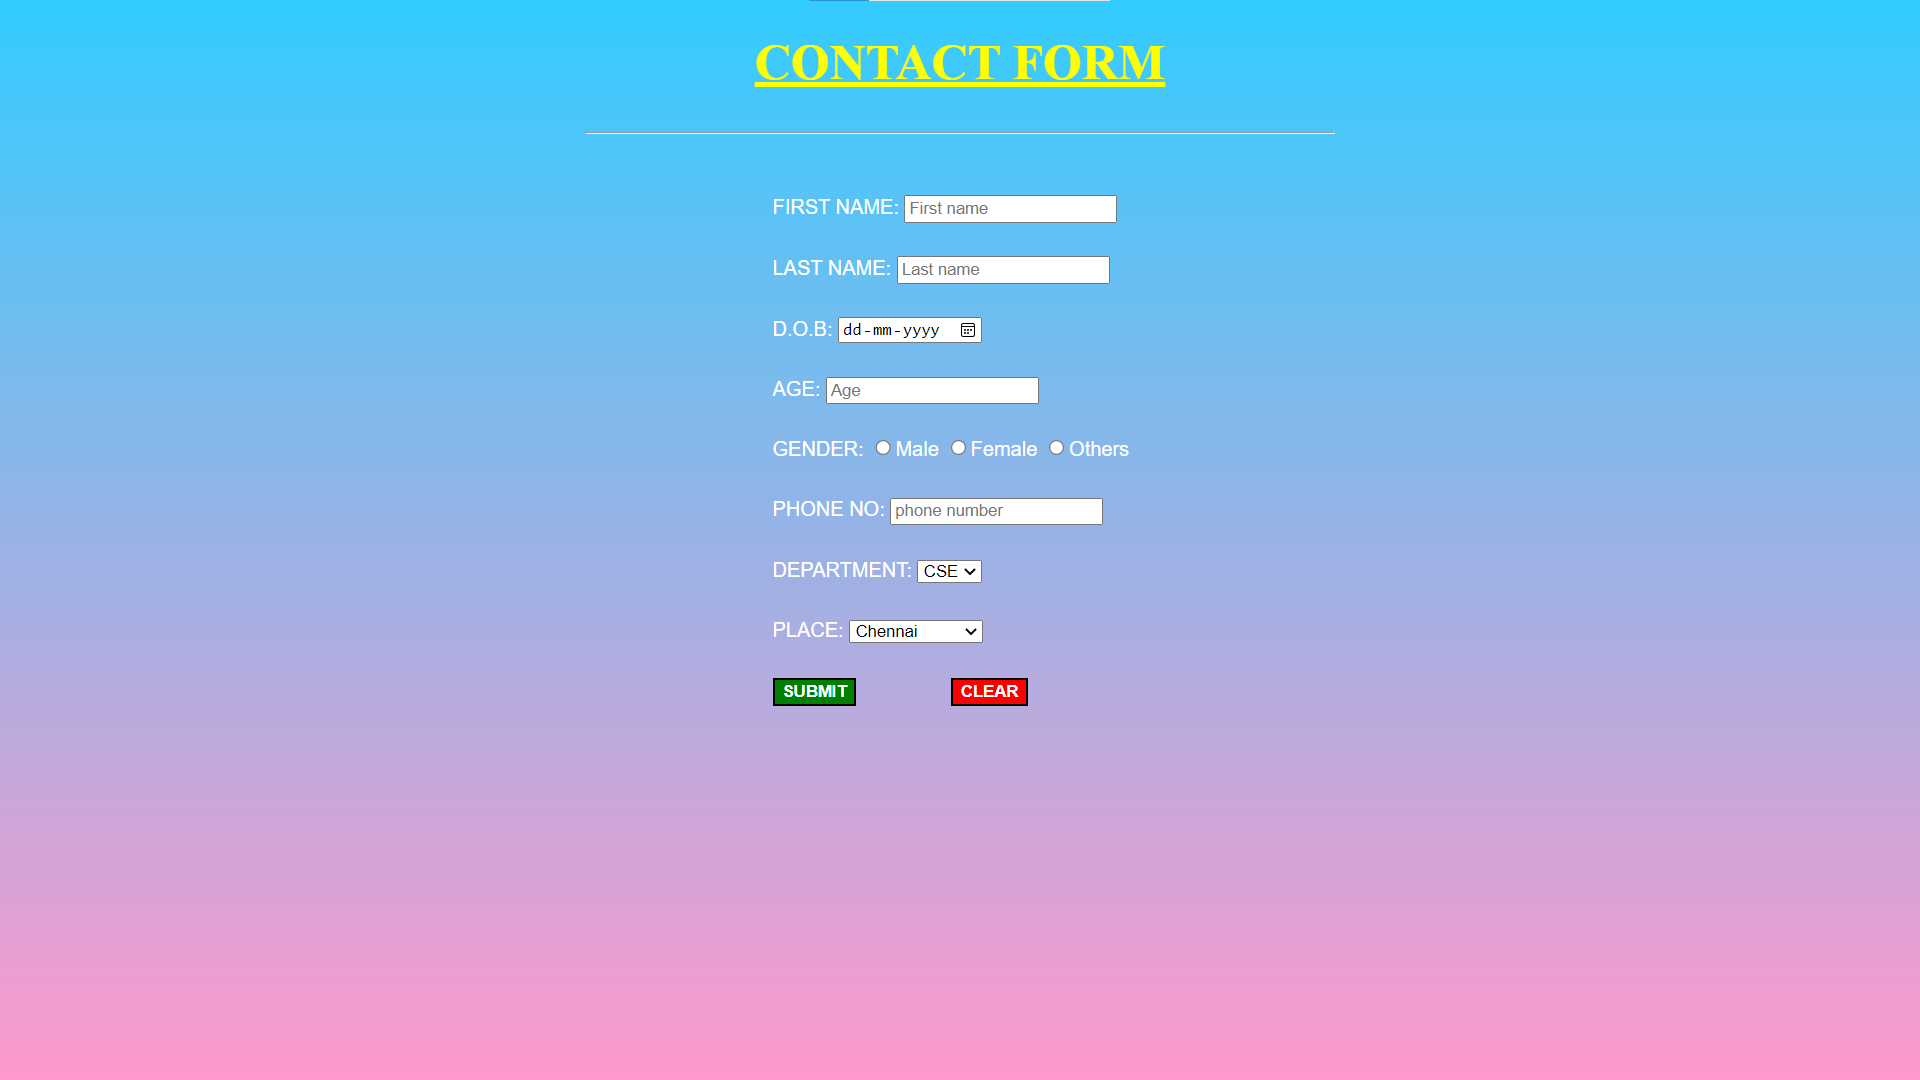 CONTACT FORM
FIRST NAME: First name
LAST NAME: Last name
D.O.B: dd-mm-yyyy
AGE: Age
GENDER: Male Female Others
PHONE NO: phone number
DEPARTMENT: CSE
PLACE: Chennai
SUBMIT CLEAR